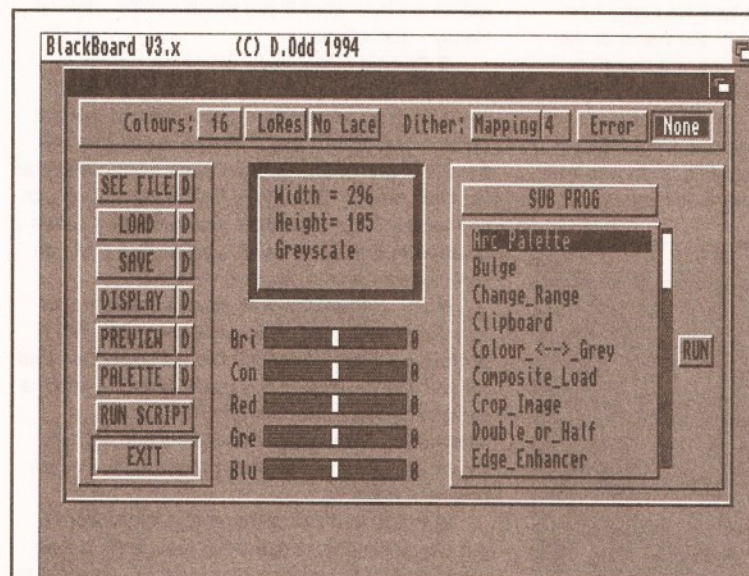 BlackBoard V3.x (C) D.Odd 1994
Colours: 16 LoRes No Lace Dither: Mapping 4 Error None
SEE FILE D
LOAD D
SAVE D
DISPLAY D
PREVIEW D
PALETTE D
RUN SCRIPT
EXIT
Width = 296
Height= 185
Greyscale
Bri 0
Con 0
Red 0
Gre 0
Blu 0
SUB PROG
Arc_Palette
Bulge
Change_Range
Clipboard
Colour_<-->_Grey
Composite_Load
Crop_Image
Double_or_Half
Edge_Enhancer
RUN